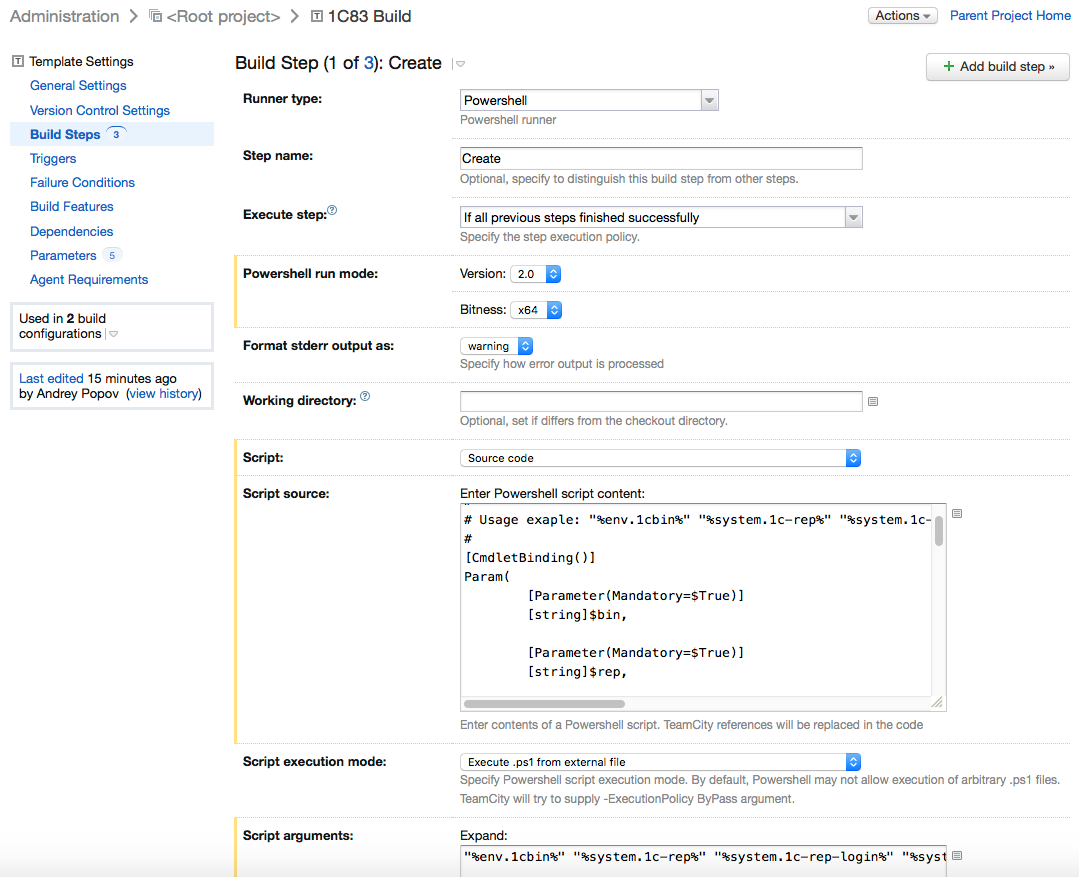 Administration > <Root project> > T 1C83 Build
Actions
Parent Project Home
T Template Settings
General Settings
Version Control Settings
Build Steps 3
Triggers
Failure Conditions
Build Features
Dependencies
Parameters 5
Agent Requirements
Used in 2 build
configurations
Last edited 15 minutes ago
by Andrey Popov (view history)
Build Step (1 of 3): Create
+ Add build step »
Runner type:
Powershell
Powershell runner
Step name:
Create
Optional, specify to distinguish this build step from other steps.
Execute step: ?
If all previous steps finished successfully
Specify the step execution policy.
Powershell run mode:
Version: 2.0
Bitness: x64
Format stderr output as:
warning
Specify how error output is processed
Working directory: ?
Optional, set if differs from the checkout directory.
Script:
Source code
Script source:
Enter Powershell script content:
# Usage exaple: "%env.1cbin%" "%system.1c-rep%" "%system.1c-
#
[CmdletBinding()]
Param(
[Parameter(Mandatory=$True)]
[string]$bin,
[Parameter(Mandatory=$True)]
[string]$rep,
Enter contents of a Powershell script. TeamCity references will be replaced in the code
Script execution mode:
Execute .ps1 from external file
Specify Powershell script execution mode. By default, Powershell may not allow execution of arbitrary .ps1 files.
TeamCity will try to supply -ExecutionPolicy ByPass argument.
Script arguments:
Expand:
"%env.1cbin%" "%system.1c-rep%" "%system.1c-rep-login%" "%syst